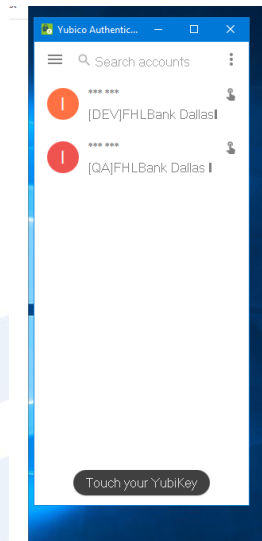 Yubico Authentic...
Search accounts
*** ***
[DEV]FHLBank Dallas
*** ***
[QA]FHLBank Dallas
Touch your YubiKey